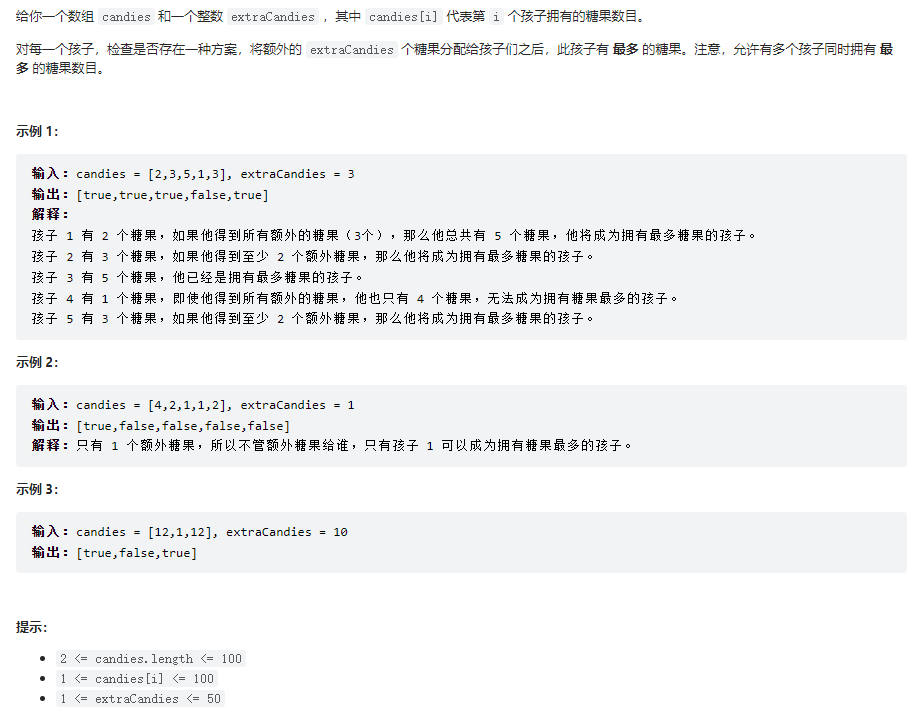 给你一个数组 candies 和一个整数 extraCandies ，其中 candies[i] 代表第 i 个孩子拥有的糖果数目。
对每一个孩子，检查是否存在一种方案，将额外的 extraCandies 个糖果分配给孩子们之后，此孩子有 最多 的糖果。注意，允许有多个孩子同时拥有 最
多 的糖果数目。
示例 1：
输入：candies = [2,3,5,1,3], extraCandies = 3
输出：[true,true,true,false,true]
解释：
孩子 1 有 2 个糖果，如果他得到所有额外的糖果（3个），那么他总共有 5 个糖果，他将成为拥有最多糖果的孩子。
孩子 2 有 3 个糖果，如果他得到至少 2 个额外糖果，那么他将成为拥有最多糖果的孩子。
孩子 3 有 5 个糖果，他已经是拥有最多糖果的孩子。
孩子 4 有 1 个糖果，即使他得到所有额外的糖果，他也只有 4 个糖果，无法成为拥有糖果最多的孩子。
孩子 5 有 3 个糖果，如果他得到至少 2 个额外糖果，那么他将成为拥有最多糖果的孩子。
示例 2：
输入：candies = [4,2,1,1,2], extraCandies = 1
输出：[true,false,false,false,false]
解释：只有 1 个额外糖果，所以不管额外糖果给谁，只有孩子 1 可以成为拥有糖果最多的孩子。
示例 3：
输入：candies = [12,1,12], extraCandies = 10
输出：[true,false,true]
提示：
• 2 <= candies.length <= 100
• 1 <= candies[i] <= 100
• 1 <= extraCandies <= 50